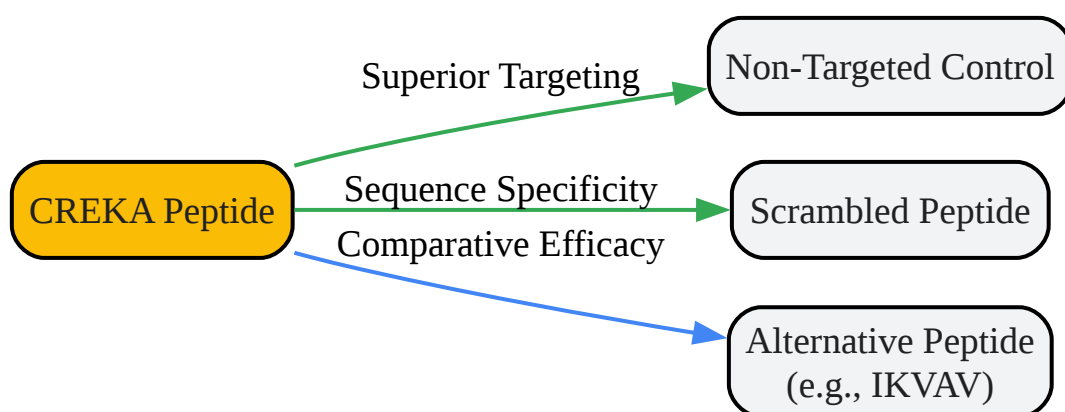 Superior Targeting
Non-Targeted Control
CREKA Peptide
Sequence Specificity
Scrambled Peptide
Comparative Efficacy
Alternative Peptide
(e.g., IKVAV)